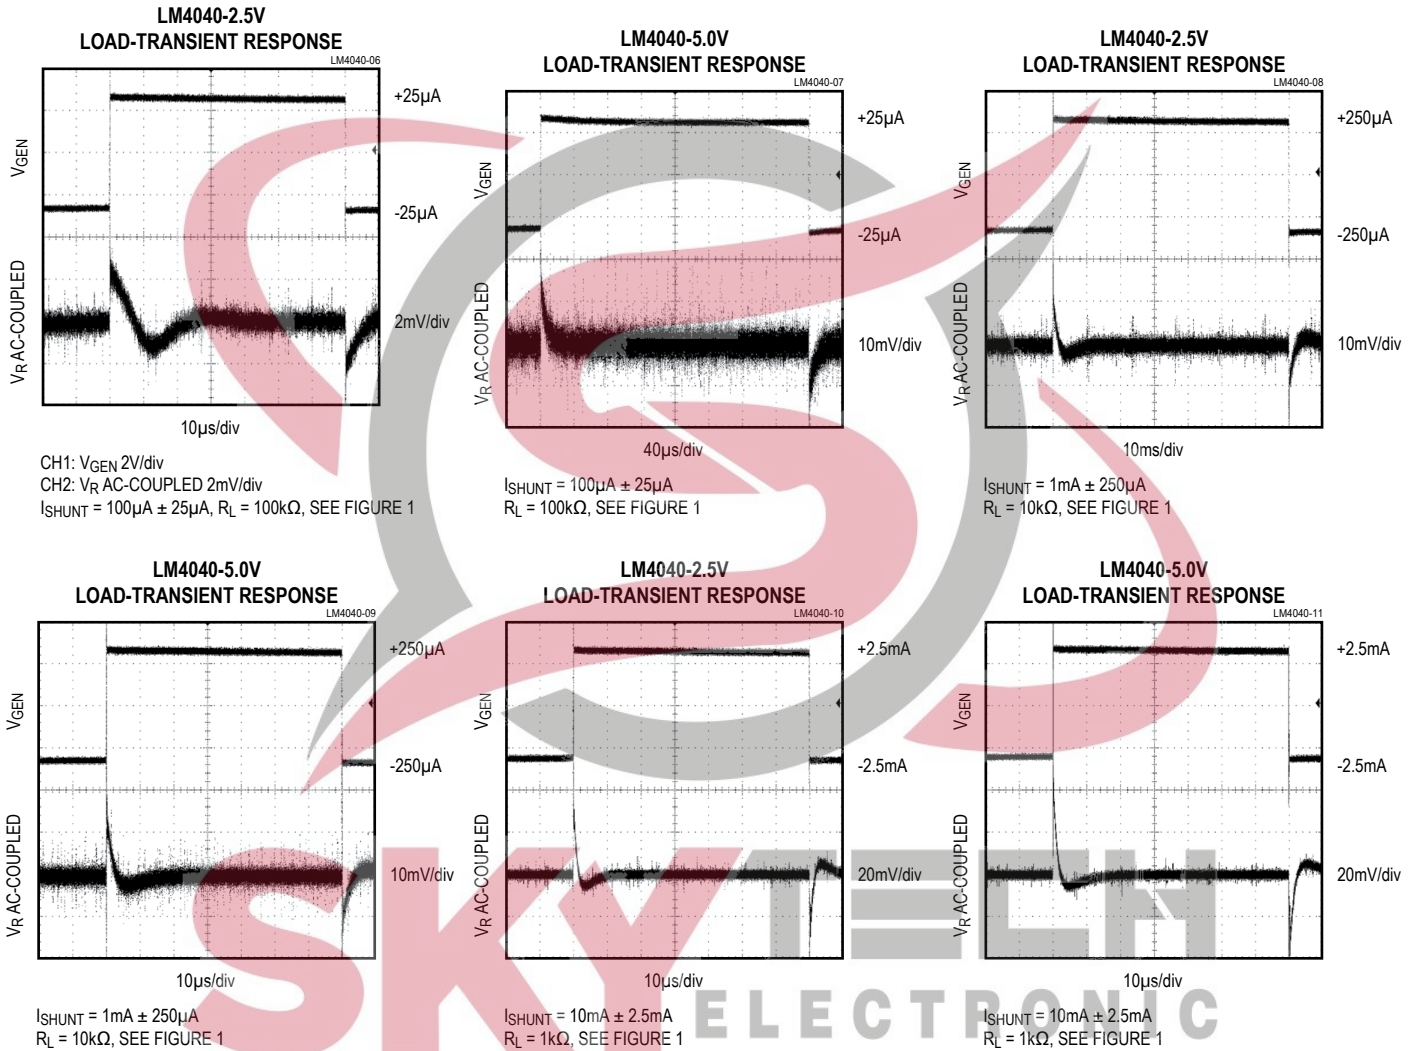 LM4040-2.5V
LOAD-TRANSIENT RESPONSE
LM4040-06
+25µA
VGEN
-25µA
VR AC-COUPLED
2mV/div
10µs/div
CH1: VGEN 2V/div
CH2: VR AC-COUPLED 2mV/div
ISHUNT = 100µA ± 25µA, RL = 100kΩ, SEE FIGURE 1
LM4040-5.0V
LOAD-TRANSIENT RESPONSE
LM4040-07
+25µA
VGEN
-25µA
VR AC-COUPLED
10mV/div
40µs/div
ISHUNT = 100µA ± 25µA
RL = 100kΩ, SEE FIGURE 1
LM4040-2.5V
LOAD-TRANSIENT RESPONSE
LM4040-08
+250µA
VGEN
-250µA
VR AC-COUPLED
10mV/div
10ms/div
ISHUNT = 1mA ± 250µA
RL = 10kΩ, SEE FIGURE 1
LM4040-5.0V
LOAD-TRANSIENT RESPONSE
LM4040-09
+250µA
VGEN
-250µA
VR AC-COUPLED
10mV/div
10µs/div
ISHUNT = 1mA ± 250µA
RL = 10kΩ, SEE FIGURE 1
LM4040-2.5V
LOAD-TRANSIENT RESPONSE
LM4040-10
+2.5mA
VGEN
-2.5mA
VR AC-COUPLED
20mV/div
10µs/div
ISHUNT = 10mA ± 2.5mA
RL = 1kΩ, SEE FIGURE 1
LM4040-5.0V
LOAD-TRANSIENT RESPONSE
LM4040-11
+2.5mA
VGEN
-2.5mA
VR AC-COUPLED
20mV/div
10µs/div
ISHUNT = 10mA ± 2.5mA
RL = 1kΩ, SEE FIGURE 1
SKYTECH
ELECTRONIC